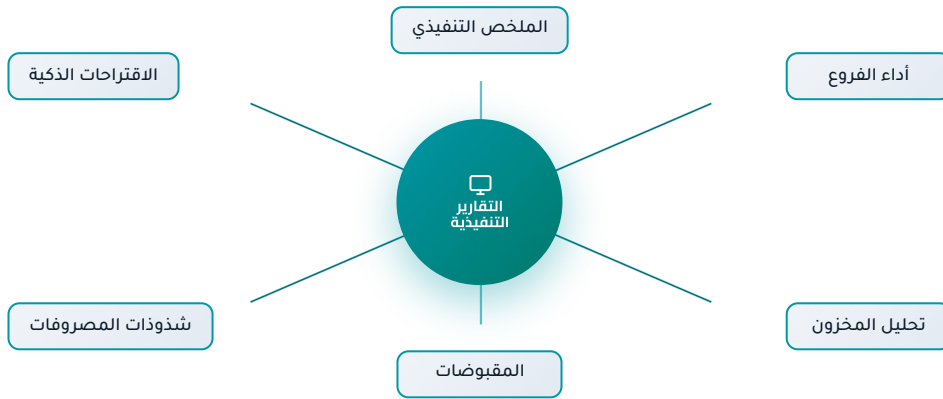 الملخص التنفيذي
أداء الفروع
الاقتراحات الذكية
التقارير
التنفيذية
تحليل المخزون
شذوذات المصروفات
المقبوضات